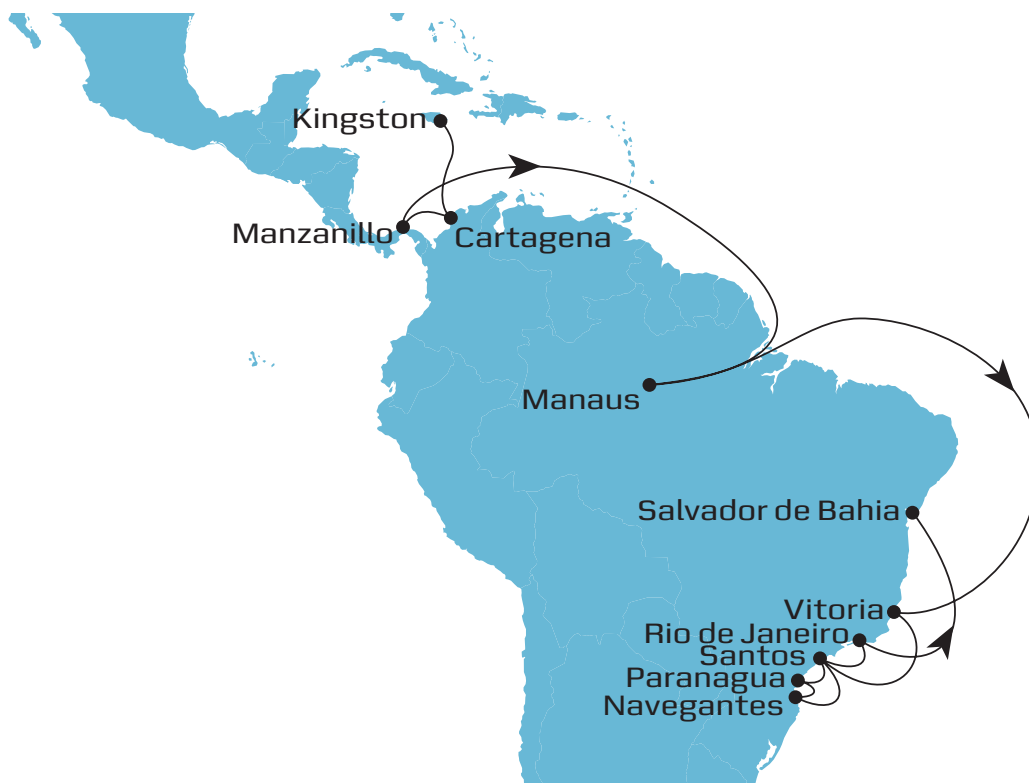 Kingston
Manzanillo
Cartagena
Manaus
Salvador de Bahia
Vitoria
Rio de Janeiro
Santos
Paranagua
Navegantes